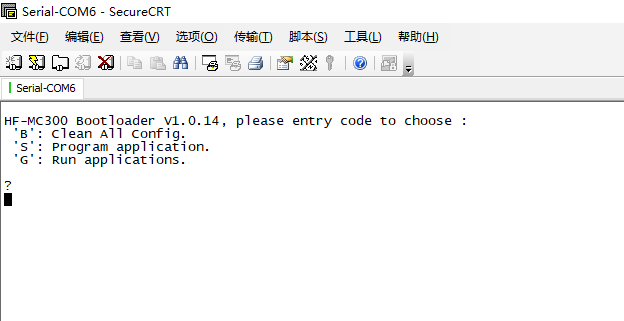 Serial-COM6 - SecureCRT
文件(F) 编辑(E) 查看(V) 选项(O) 传输(T) 脚本(S) 工具(L) 帮助(H)
Serial-COM6
HF-MC300 Bootloader V1.0.14, please entry code to choose :
'B': Clean All Config.
'S': Program application.
'G': Run applications.
?